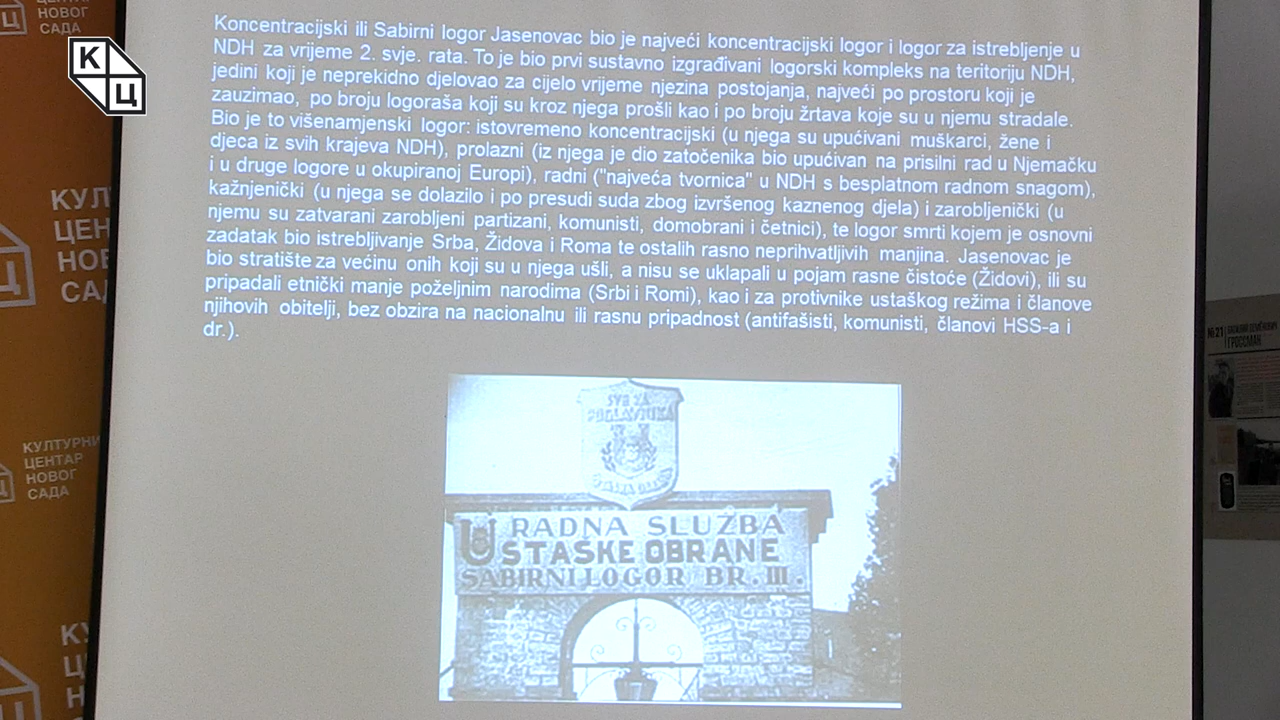 КЦ
ЦЕНТАР
НОВОГ
САДА
Koncentracijski ili Sabirni logor Jasenovac bio je najveći koncentracijski logor i logor za istrebljenje u
NDH za vrijeme 2. svje. rata. To je bio prvi sustavno izgrađivani logorski kompleks na teritoriju NDH,
jedini koji je neprekidno djelovao za cijelo vrijeme njezina postojanja, najveći po prostoru koji je
zauzimao, po broju logoraša koji su kroz njega prošli kao i po broju žrtava koje su u njemu stradale.
Bio je to višenamjenski logor: istovremeno koncentracijski (u njega su upućivani muškarci, žene i
djeca iz svih krajeva NDH), prolazni (iz njega je dio zatočenika bio upućivan na prisilni rad u Njemačku
i u druge logore u okupiranoj Europi), radni ("najveća tvornica" u NDH s besplatnom radnom snagom),
kažnjenički (u njega se dolazilo i po presudi suda zbog izvršenog kaznenog djela) i zarobljenički (u
njemu su zatvarani zarobljeni partizani, komunisti, domobrani i četnici), te logor smrti kojem je osnovni
zadatak bio istrebljivanje Srba, Židova i Roma te ostalih rasno neprihvatljivih manjina. Jasenovac je
bio stratište za većinu onih koji su u njega ušli, a nisu se uklapali u pojam rasne čistoće (Židovi), ili su
pripadali etnički manje poželjnim narodima (Srbi i Romi), kao i za protivnike ustaškog režima i članove
njihovih obitelji, bez obzira na nacionalnu ili rasnu pripadnost (antifašisti, komunisti, članovi HSS-a i
dr.).
SVE ZA
POGLAVNIKA
U RADNA SLUŽBA
STAŠKE OBRANE
SABIRNI LOGOR BR. III.
КУЛТУРНИ
ЦЕНТАР
НОВОГ
САДА
№21
ГРОССМАН